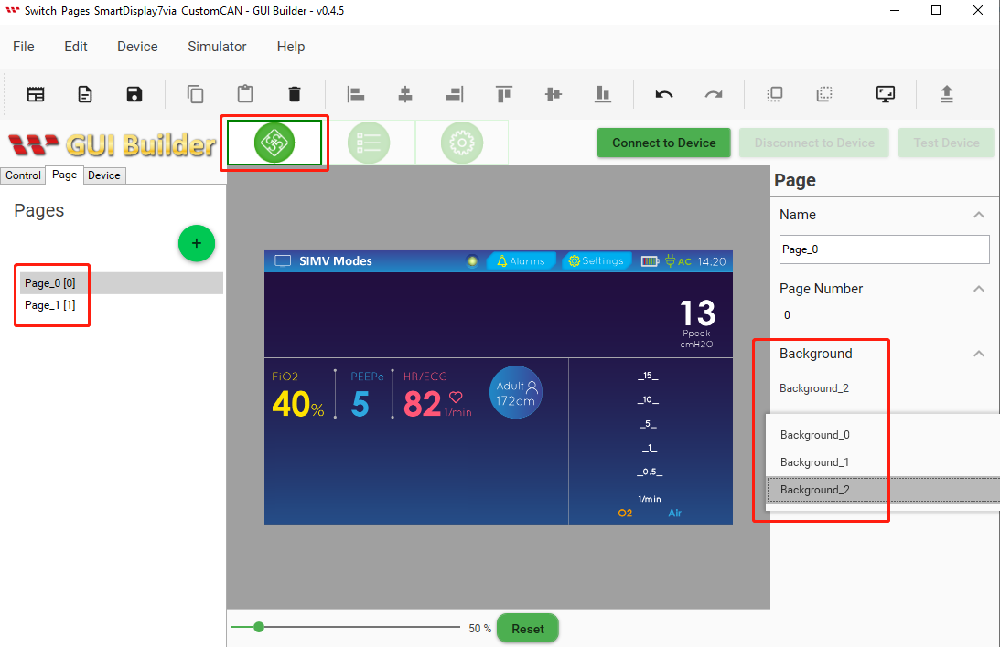 Switch_Pages_SmartDisplay7via_CustomCAN - GUI Builder - v0.4.5
File Edit Device Simulator Help
GUI Builder
Connect to Device Disconnect to Device Test Device
Control Page Device
Pages
+
Page_0 [0]
Page_1 [1]
SIMV Modes Alarms Settings AC 14:20
13
Ppeak
cmH2O
FiO2 PEEPe HR/ECG
40% 5 82 1/min
Adult
172cm
_15_
_10_
_5_
_1_
_0.5_
1/min
O2 Air
50 % Reset
Page
Name
Page_0
Page Number
0
Background
Background_2
Background_0
Background_1
Background_2